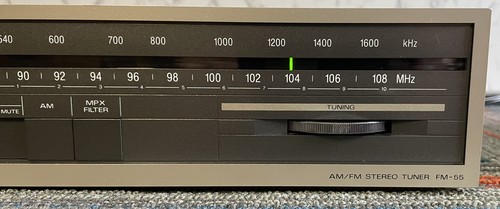 540 600 700 800 1000 1200 1400 1600 kHz
90 92 94 96 98 100 102 104 106 108 MHz
1 2 3 4 5 6 7 8 9 10
MUTE AM MPX FILTER TUNING
AM/FM STEREO TUNER FM-55